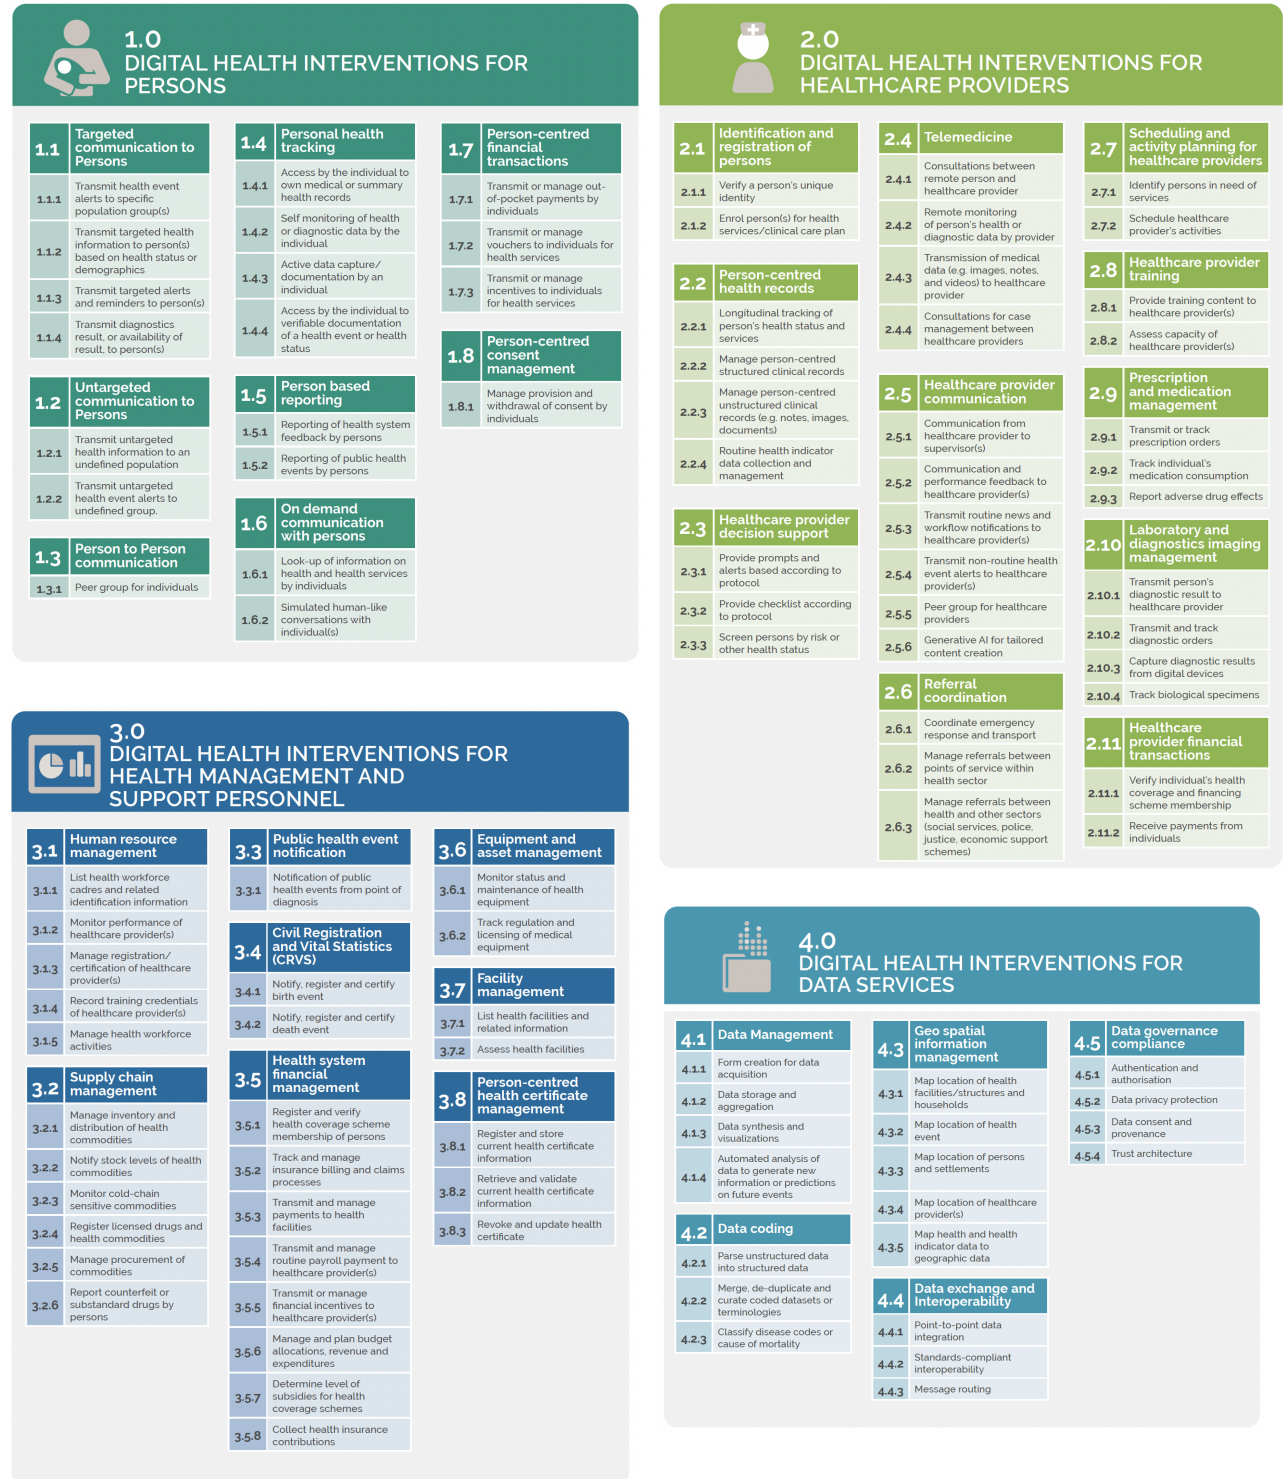 1.0
DIGITAL HEALTH INTERVENTIONS FOR
PERSONS
1.1
Targeted
communication to
Persons
1.1.1
Transmit health event
alerts to specific
population group(s)
1.1.2
Transmit targeted health
information to person(s)
based on health status or
demographics
1.1.3
Transmit targeted alerts
and reminders to person(s)
1.1.4
Transmit diagnostics
result, or availability of
result, to person(s)
1.2
Untargeted
communication to
Persons
1.2.1
Transmit untargeted
health information to an
undefined population
1.2.2
Transmit untargeted
health event alerts to
undefined group.
1.3
Person to Person
communication
1.3.1
Peer group for individuals
1.4
Personal health
tracking
1.4.1
Access by the individual to
own medical or summary
health records
1.4.2
Self monitoring of health
or diagnostic data by the
individual
1.4.3
Active data capture/
documentation by an
individual
1.4.4
Access by the individual to
verifiable documentation
of a health event or health
status
1.5
Person based
reporting
1.5.1
Reporting of health system
feedback by persons
1.5.2
Reporting of public health
events by persons
1.6
On demand
communication
with persons
1.6.1
Look-up of information on
health and health services
by individuals
1.6.2
Simulated human-like
conversations with
individual(s)
1.7
Person-centred
financial
transactions
1.7.1
Transmit or manage out-
of-pocket payments by
individuals
1.7.2
Transmit or manage
vouchers to individuals for
health services
1.7.3
Transmit or manage
incentives to individuals
for health services
1.8
Person-centred
consent
management
1.8.1
Manage provision and
withdrawal of consent by
individuals
2.0
DIGITAL HEALTH INTERVENTIONS FOR
HEALTHCARE PROVIDERS
2.1
Identification and
registration of
persons
2.1.1
Verify a person's unique
identity
2.1.2
Enrol person(s) for health
services/clinical care plan
2.2
Person-centred
health records
2.2.1
Longitudinal tracking of
person's health status and
services
2.2.2
Manage person-centred
structured clinical records
2.2.3
Manage person-centred
unstructured clinical
records (e.g. notes, images,
documents)
2.2.4
Routine health indicator
data collection and
management
2.3
Healthcare provider
decision support
2.3.1
Provide prompts and
alerts based according to
protocol
2.3.2
Provide checklist according
to protocol
2.3.3
Screen persons by risk or
other health status
2.4
Telemedicine
2.4.1
Consultations between
remote person and
healthcare provider
2.4.2
Remote monitoring
of person's health or
diagnostic data by provider
2.4.3
Transmission of medical
data (e.g. images, notes,
and videos) to healthcare
provider
2.4.4
Consultations for case
management between
healthcare providers
2.5
Healthcare provider
communication
2.5.1
Communication from
healthcare provider to
supervisor(s)
2.5.2
Communication and
performance feedback to
healthcare provider(s)
2.5.3
Transmit routine news and
workflow notifications to
healthcare provider(s)
2.5.4
Transmit non-routine health
event alerts to healthcare
provider(s)
2.5.5
Peer group for healthcare
providers
2.5.6
Generative AI for tailored
content creation
2.6
Referral
coordination
2.6.1
Coordinate emergency
response and transport
2.6.2
Manage referrals between
points of service within
health sector
2.6.3
Manage referrals between
health and other sectors
(social services, police,
justice, economic support
schemes)
2.7
Scheduling and
activity planning for
healthcare providers
2.7.1
Identify persons in need of
services
2.7.2
Schedule healthcare
provider's activities
2.8
Healthcare provider
training
2.8.1
Provide training content to
healthcare provider(s)
2.8.2
Assess capacity of
healthcare provider(s)
2.9
Prescription
and medication
management
2.9.1
Transmit or track
prescription orders
2.9.2
Track individual's
medication consumption
2.9.3
Report adverse drug effects
2.10
Laboratory and
diagnostics imaging
management
2.10.1
Transmit person's
diagnostic result to
healthcare provider
2.10.2
Transmit and track
diagnostic orders
2.10.3
Capture diagnostic results
from digital devices
2.10.4
Track biological specimens
2.11
Healthcare
provider financial
transactions
2.11.1
Verify individual's health
coverage and financing
scheme membership
2.11.2
Receive payments from
individuals
3.0
DIGITAL HEALTH INTERVENTIONS FOR
HEALTH MANAGEMENT AND
SUPPORT PERSONNEL
3.1
Human resource
management
3.1.1
List health workforce
cadres and related
identification information
3.1.2
Monitor performance of
healthcare provider(s)
3.1.3
Manage registration/
certification of healthcare
provider(s)
3.1.4
Record training credentials
of healthcare provider(s)
3.1.5
Manage health workforce
activities
3.2
Supply chain
management
3.2.1
Manage inventory and
distribution of health
commodities
3.2.2
Notify stock levels of health
commodities
3.2.3
Monitor cold-chain
sensitive commodities
3.2.4
Register licensed drugs and
health commodities
3.2.5
Manage procurement of
commodities
3.2.6
Report counterfeit or
substandard drugs by
persons
3.3
Public health event
notification
3.3.1
Notification of public
health events from point of
diagnosis
3.4
Civil Registration
and Vital Statistics
(CRVS)
3.4.1
Notify, register and certify
birth event
3.4.2
Notify, register and certify
death event
3.5
Health system
financial
management
3.5.1
Register and verify
health coverage scheme
membership of persons
3.5.2
Track and manage
insurance billing and claims
processes
3.5.3
Transmit and manage
payments to health
facilities
3.5.4
Transmit and manage
routine payroll payment to
healthcare provider(s)
3.5.5
Transmit or manage
financial incentives to
healthcare provider(s)
3.5.6
Manage and plan budget
allocations, revenue and
expenditures
3.5.7
Determine level of
subsidies for health
coverage schemes
3.5.8
Collect health insurance
contributions
3.6
Equipment and
asset management
3.6.1
Monitor status and
maintenance of health
equipment
3.6.2
Track regulation and
licensing of medical
equipment
3.7
Facility
management
3.7.1
List health facilities and
related information
3.7.2
Assess health facilities
3.8
Person-centred
health certificate
management
3.8.1
Register and store
current health certificate
information
3.8.2
Retrieve and validate
current health certificate
information
3.8.3
Revoke and update health
certificate
4.0
DIGITAL HEALTH INTERVENTIONS FOR
DATA SERVICES
4.1
Data Management
4.1.1
Form creation for data
acquisition
4.1.2
Data storage and
aggregation
4.1.3
Data synthesis and
visualizations
4.1.4
Automated analysis of
data to generate new
information or predictions
on future events
4.2
Data coding
4.2.1
Parse unstructured data
into structured data
4.2.2
Merge, de-duplicate and
curate coded datasets or
terminologies
4.2.3
Classify disease codes or
cause of mortality
4.3
Geo spatial
information
management
4.3.1
Map location of health
facilities/structures and
households
4.3.2
Map location of health
event
4.3.3
Map location of persons
and settlements
4.3.4
Map location of healthcare
provider(s)
4.3.5
Map health and health
indicator data to
geographic data
4.4
Data exchange and
Interoperability
4.4.1
Point-to-point data
integration
4.4.2
Standards-compliant
interoperability
4.4.3
Message routing
4.5
Data governance
compliance
4.5.1
Authentication and
authorisation
4.5.2
Data privacy protection
4.5.3
Data consent and
provenance
4.5.4
Trust architecture